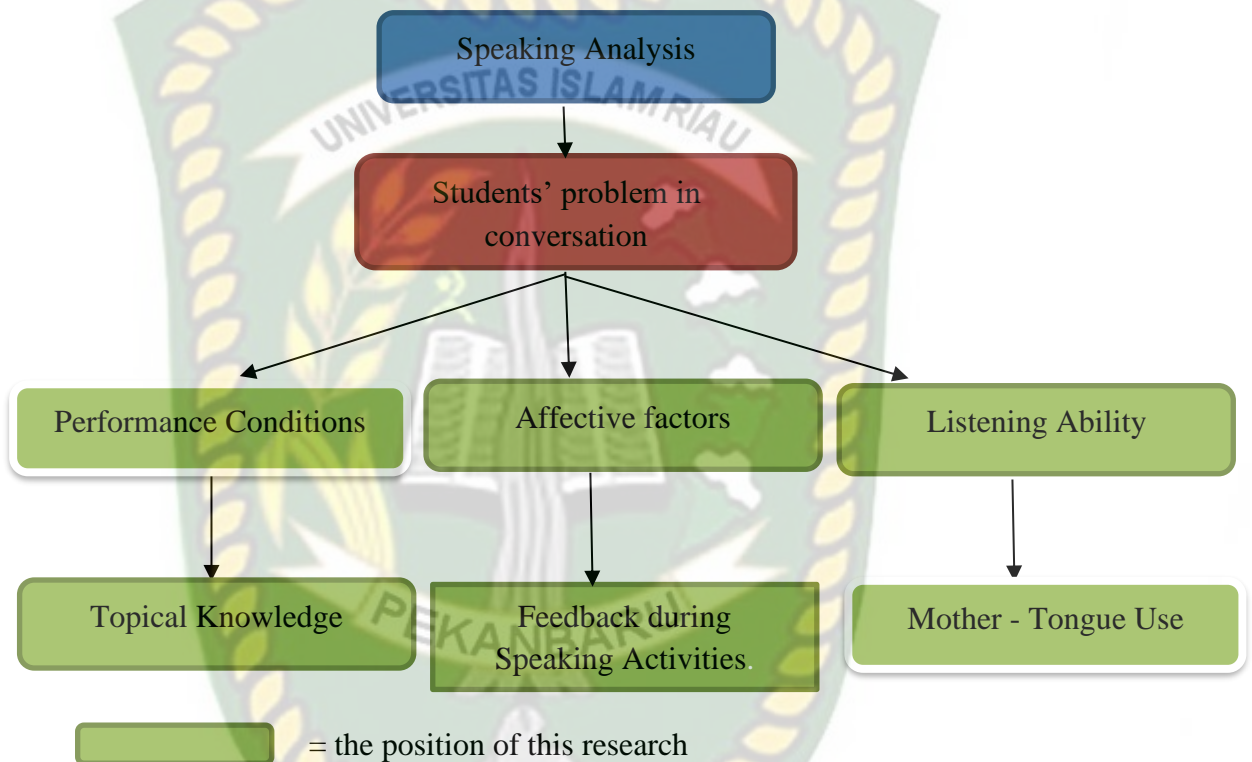 Speaking Analysis
UNIVERSITAS ISLAM RIAU
Students’ problem in
conversation
Performance Conditions
Affective factors
Listening Ability
Topical Knowledge
Feedback during
Speaking Activities.
Mother - Tongue Use
PEKANBARU
= the position of this research